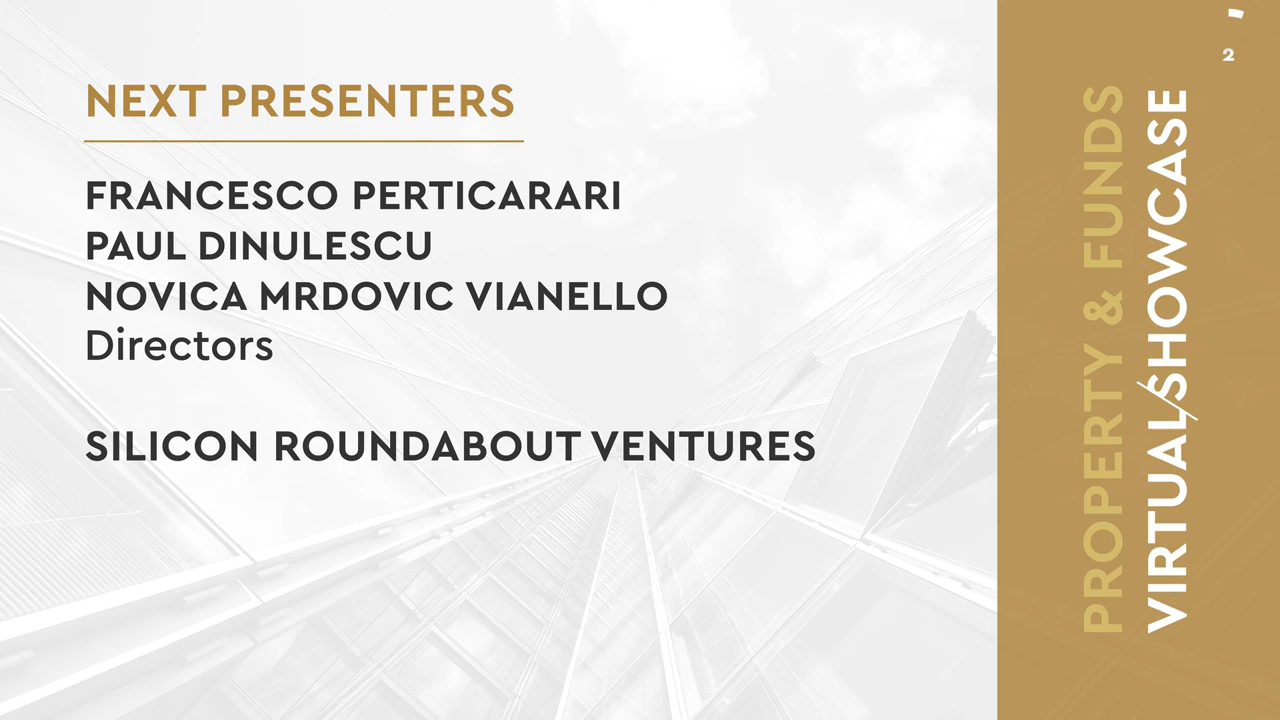 NEXT PRESENTERS
FRANCESCO PERTICARARI
PAUL DINULESCU
NOVICA MRDOVIC VIANELLO
Directors
SILICON ROUNDABOUT VENTURES
2
PROPERTY & FUNDS
VIRTUAL/SHOWCASE